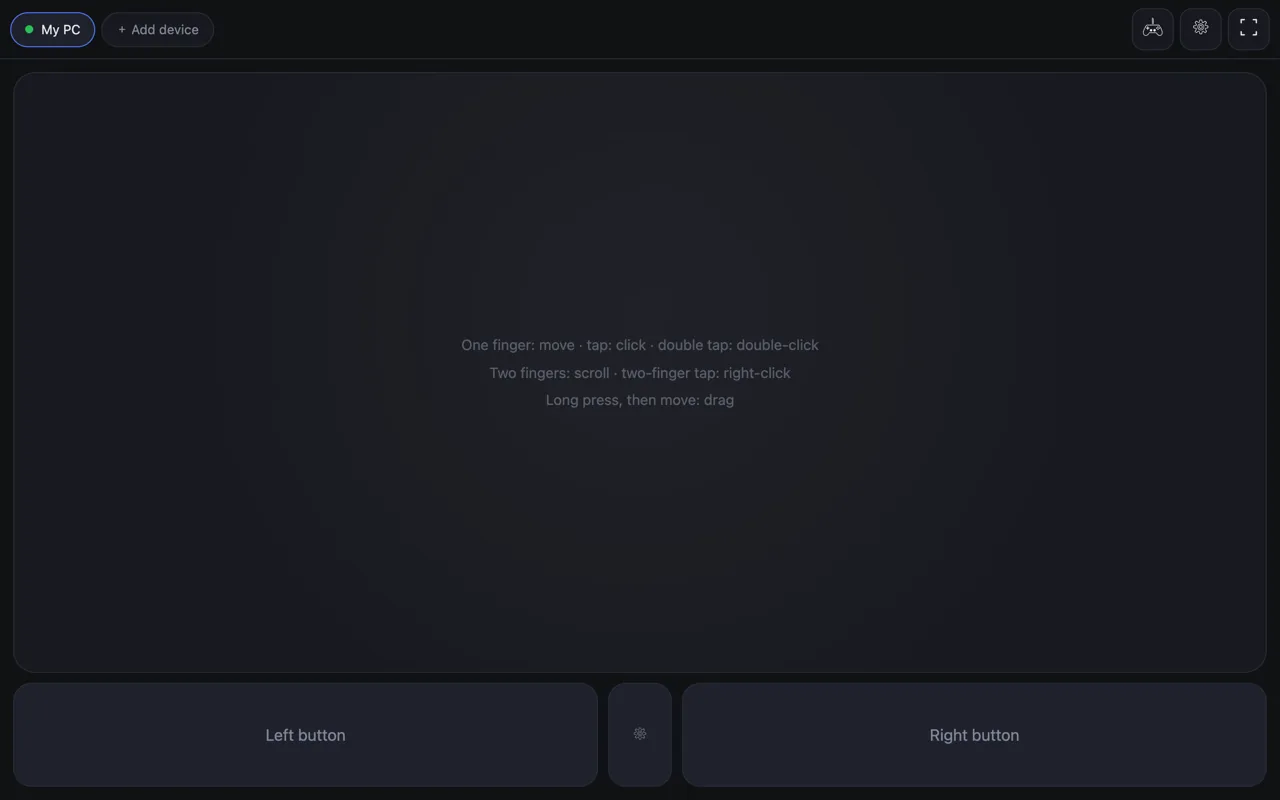 My PC
+ Add device
One finger: move · tap: click · double tap: double-click
Two fingers: scroll · two-finger tap: right-click
Long press, then move: drag
Left button
Right button